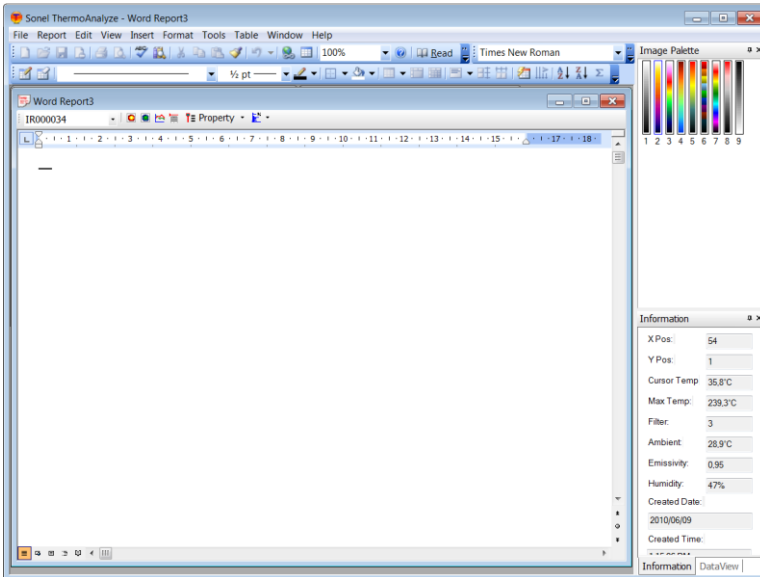 Sonel ThermoAnalyze - Word Report3
File Report Edit View Insert Format Tools Table Window Help
100% Read Times New Roman
½ pt
Word Report3
IR000034 Property
L 1 2 3 4 5 6 7 8 9 10 11 12 13 14 15 17 18
Image Palette
1 2 3 4 5 6 7 8 9
Information
X Pos: 54
Y Pos: 1
Cursor Temp 35,8°C
Max Temp: 239,3°C
Filter: 3
Ambient: 28,9°C
Emissivity: 0,95
Humidity: 47%
Created Date:
2010/06/09
Created Time:
Information DataView